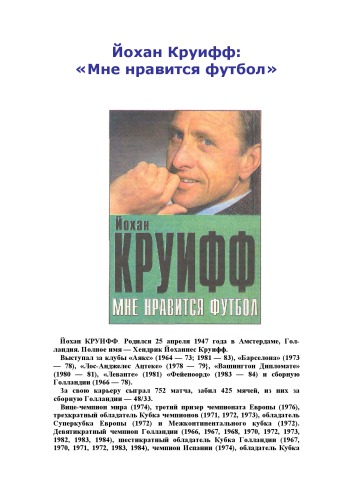 Йохан Круифф:
«Мне нравится футбол»
Йохан
КРУИФФ
МНЕ НРАВИТСЯ ФУТБОЛ
Йохан КРУИФФ. Родился 25 апреля 1947 года в Амстердаме, Гол-
ландия. Полное имя — Хендрик Йоханнес Круифф.
Выступал за клубы «Аякс» (1964 — 73; 1981 — 83), «Барселона» (1973
— 78), «Лос-Анджелес Ацтекс» (1978 — 79), «Вашингтон Дипломатс»
(1980 — 81), «Леванте» (1981) «Фейеноорд» (1983 — 84) и сборную
Голландии (1966 — 78).
За свою карьеру сыграл 752 матча, забил 425 мячей, из них за
сборную Голландии — 48/33.
Вице-чемпион мира (1974), третий призер чемпионата Европы (1976),
трехкратный обладатель Кубка чемпионов (1971, 1972, 1973), обладатель
Суперкубка Европы (1972) и Межконтинентального кубка (1972).
Девятикратный чемпион Голландии (1966, 1967, 1968, 1970, 1972, 1973,
1982, 1983, 1984), шестикратный обладатель Кубка Голландии (1967,
1970, 1971, 1972, 1983, 1984), чемпион Испании (1974), обладатель Кубка